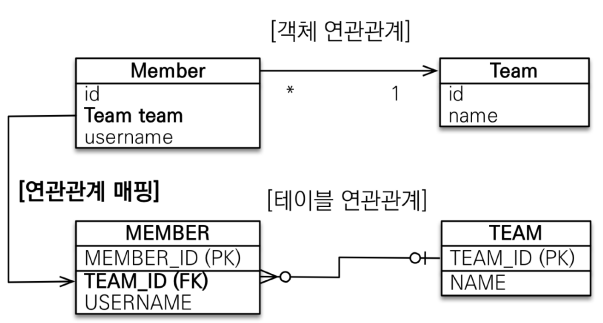 [객체 연관관계]
Member
id
Team team
username
* 1
Team
id
name
[연관관계 매핑]
[테이블 연관관계]
MEMBER
MEMBER_ID (PK)
TEAM_ID (FK)
USERNAME
TEAM
TEAM_ID (PK)
NAME